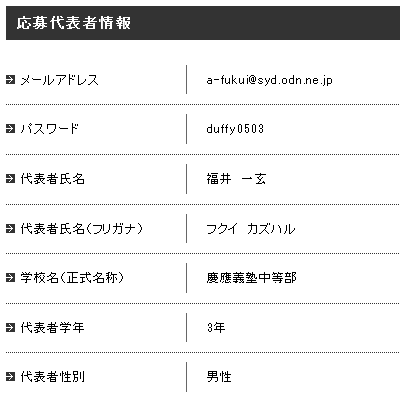 応募代表者情報
メールアドレス a-fukui@syd.odn.ne.jp
パスワード duffy0503
代表者氏名 福井 一玄
代表者氏名(フリガナ) フクイ カズハル
学校名(正式名称) 慶應義塾中等部
代表者学年 3年
代表者性別 男性